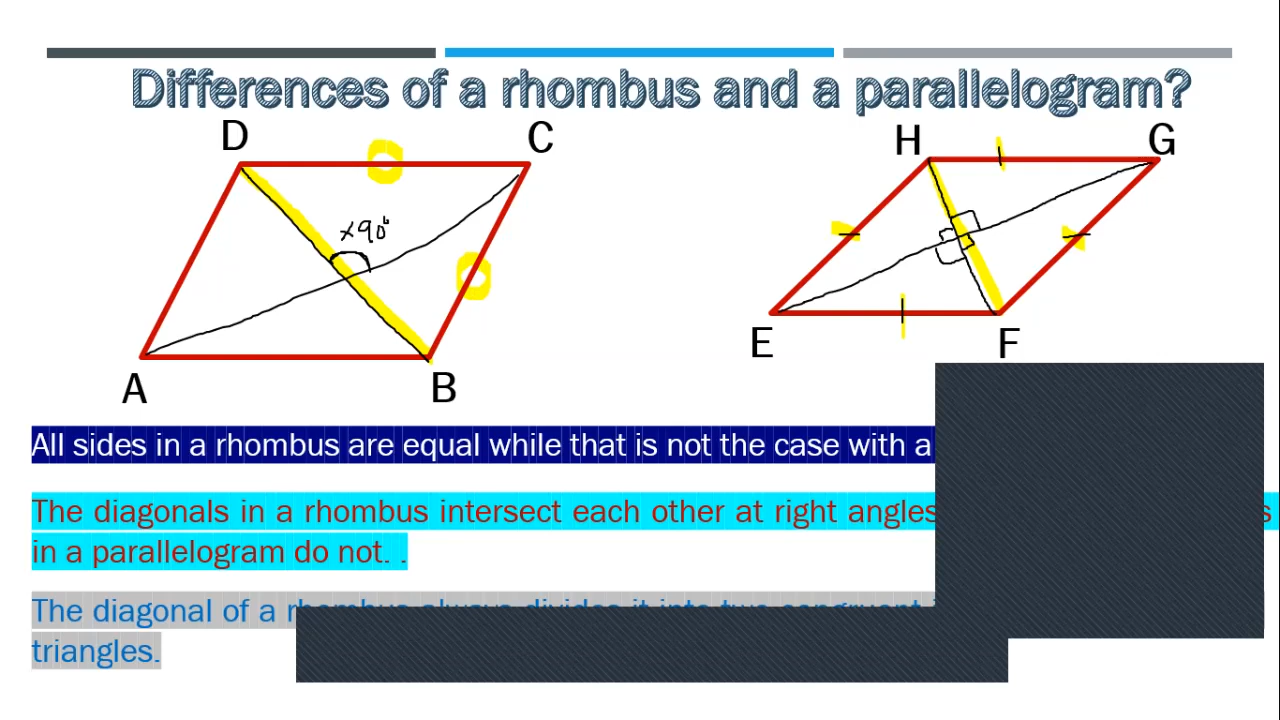 Differences of a rhombus and a parallelogram?
D
C
H
G
×90°
E
F
A
B
All sides in a rhombus are equal while that is not the case with a
The diagonals in a rhombus intersect each other at right angles
in a parallelogram do not. .
The diagonal of a rhombus always divides it into two congruent
triangles.